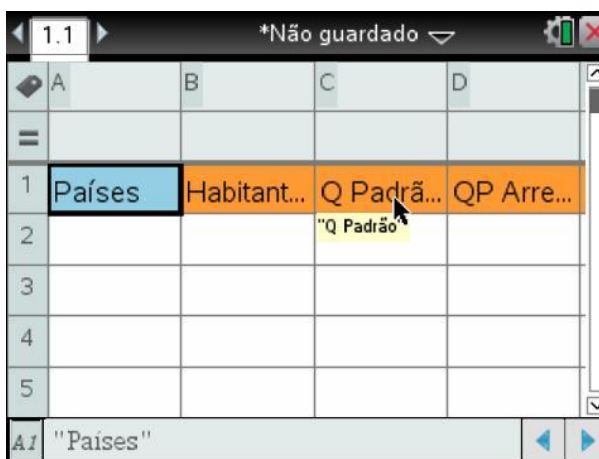 1.1 *Não guardado
A B C D
=
1 Países Habitant... Q Padrã... QP Arre...
"Q Padrão"
2
3
4
5
A1 "Países"